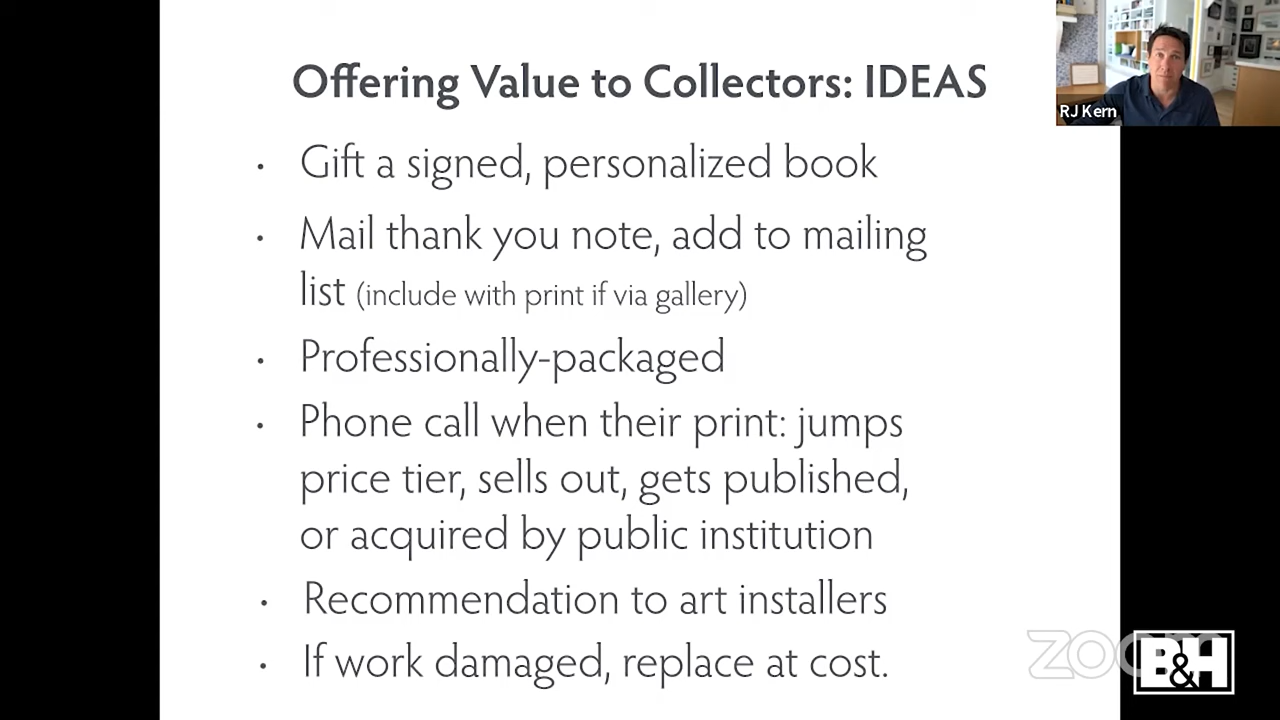 Offering Value to Collectors: IDEAS
RJ Kern
• Gift a signed, personalized book
• Mail thank you note, add to mailing
list (include with print if via gallery)
• Professionally-packaged
• Phone call when their print: jumps
price tier, sells out, gets published,
or acquired by public institution
• Recommendation to art installers
• If work damaged, replace at cost.
zoom
B&H